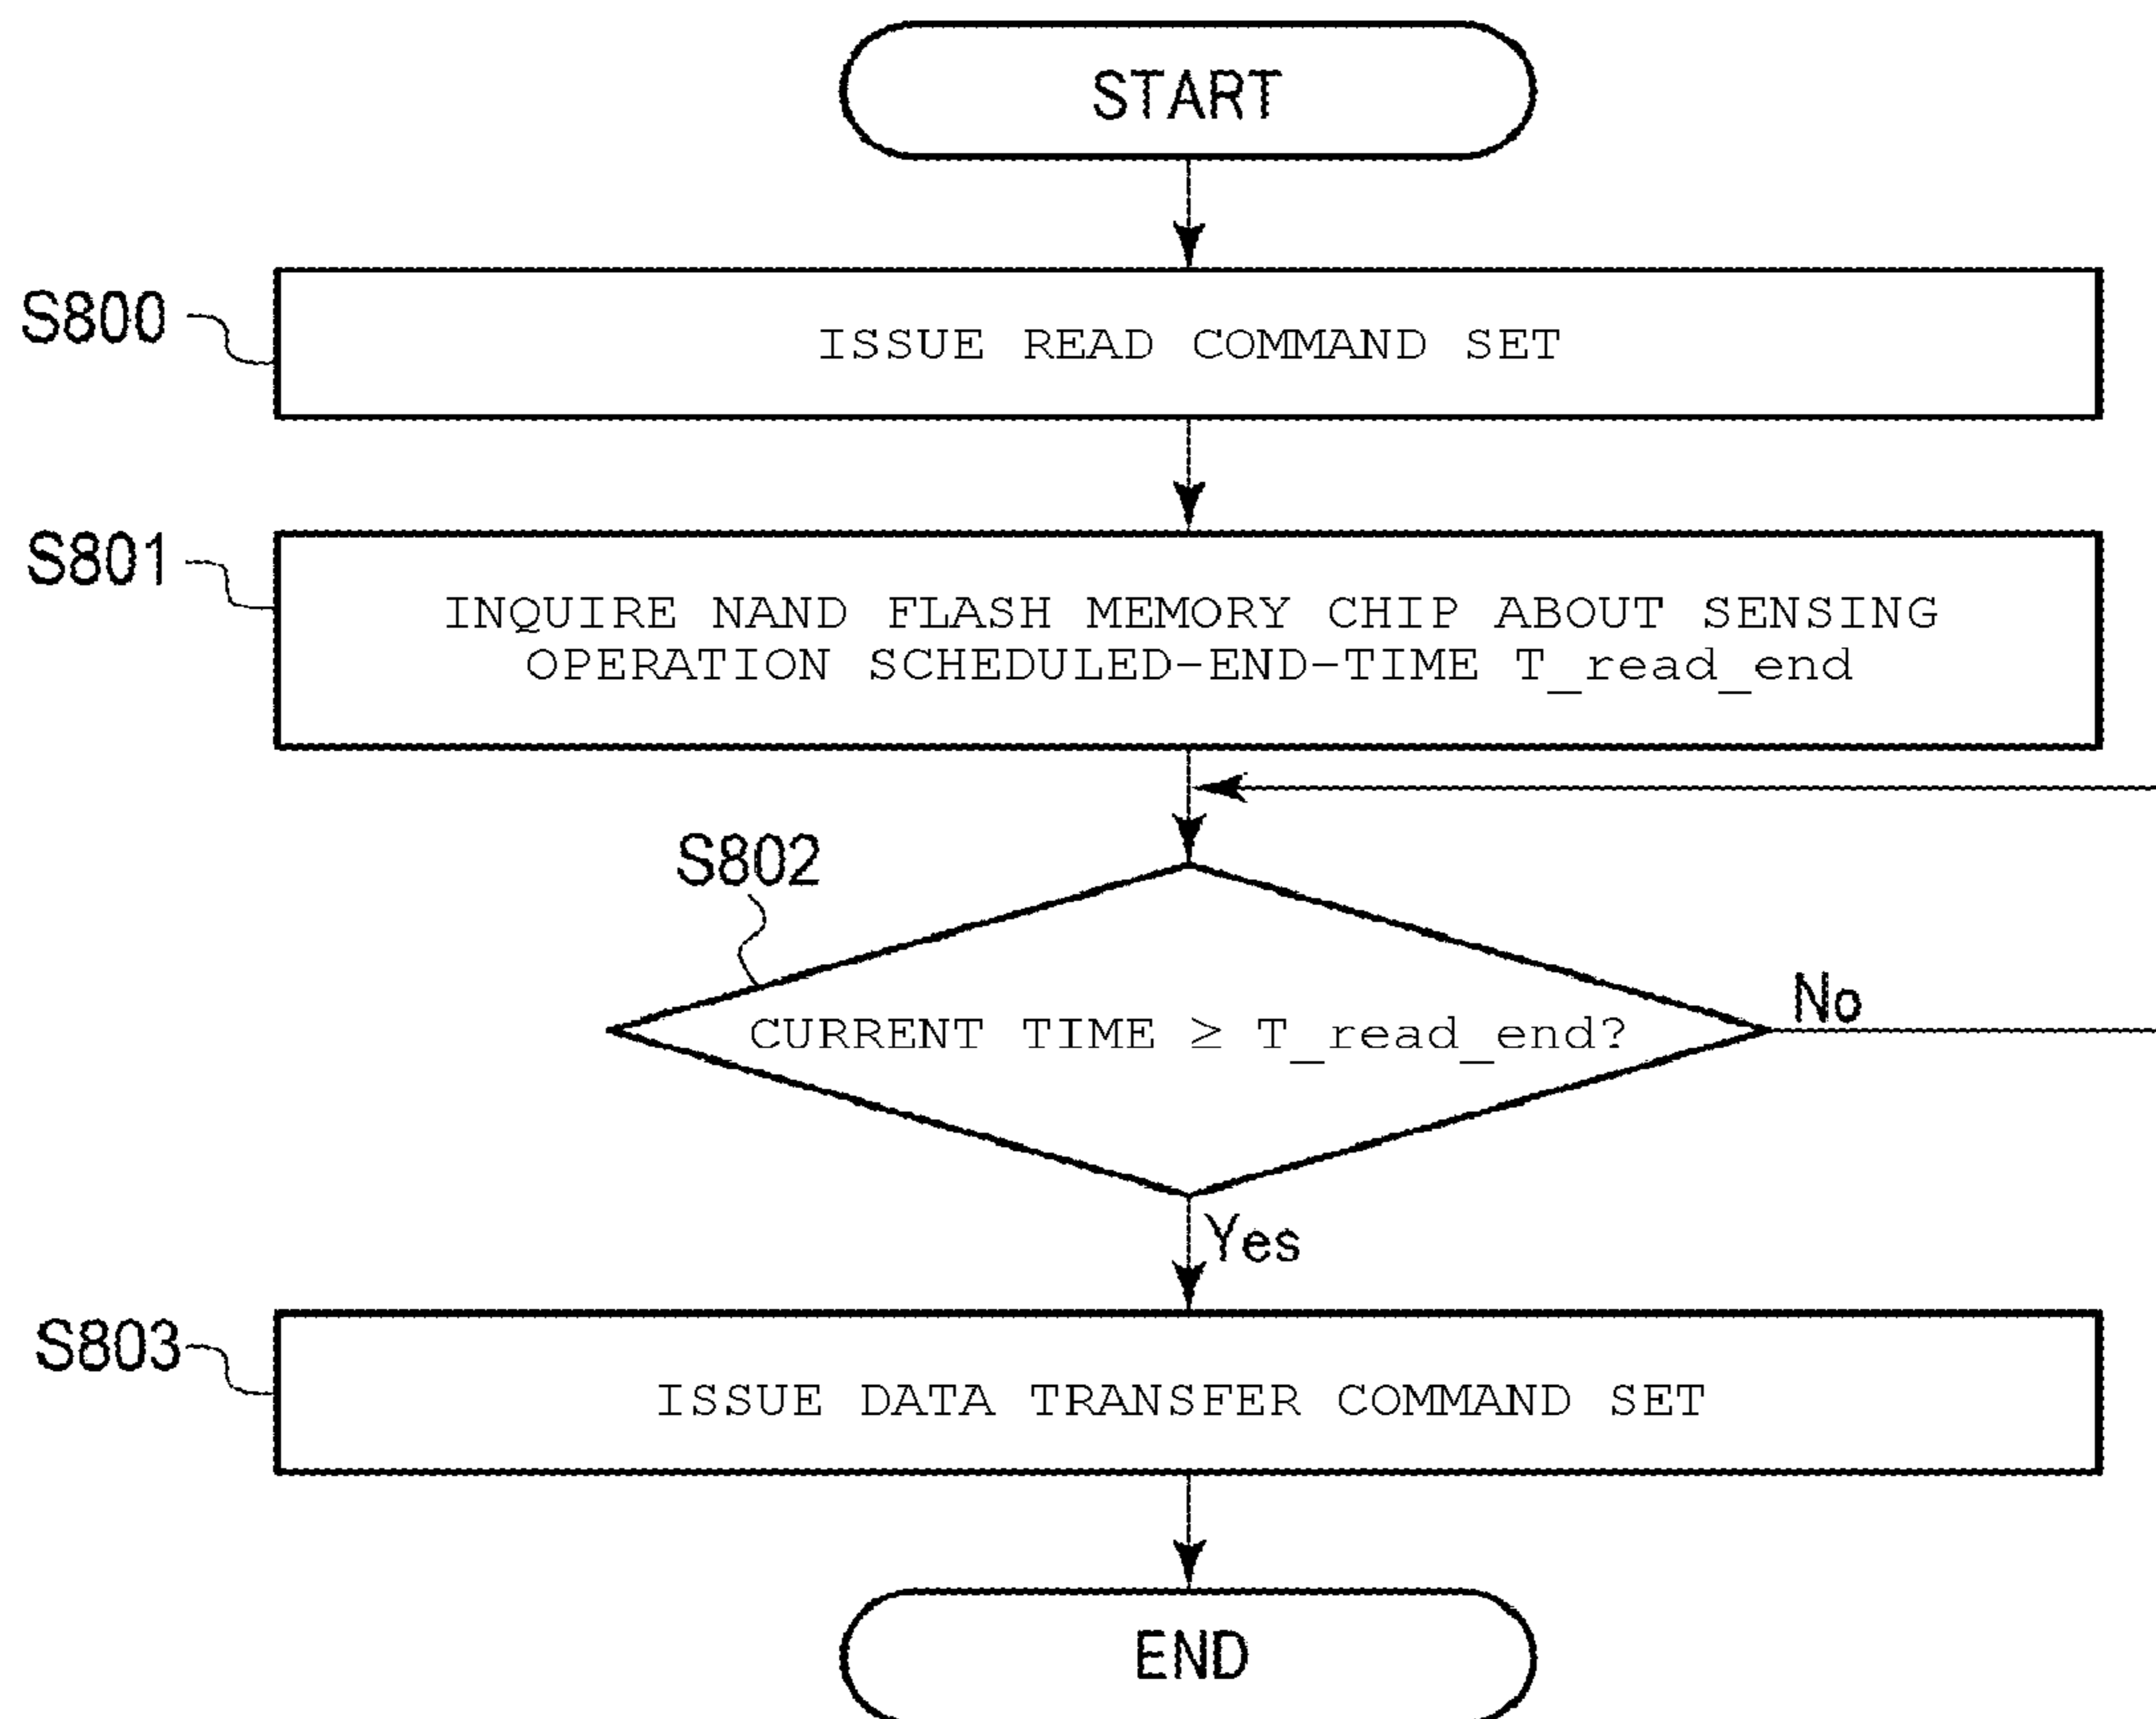 START
S800
ISSUE READ COMMAND SET
S801
INQUIRE NAND FLASH MEMORY CHIP ABOUT SENSING
OPERATION SCHEDULED-END-TIME T_read_end
S802
CURRENT TIME ≥ T_read_end?
No
Yes
S803
ISSUE DATA TRANSFER COMMAND SET
END